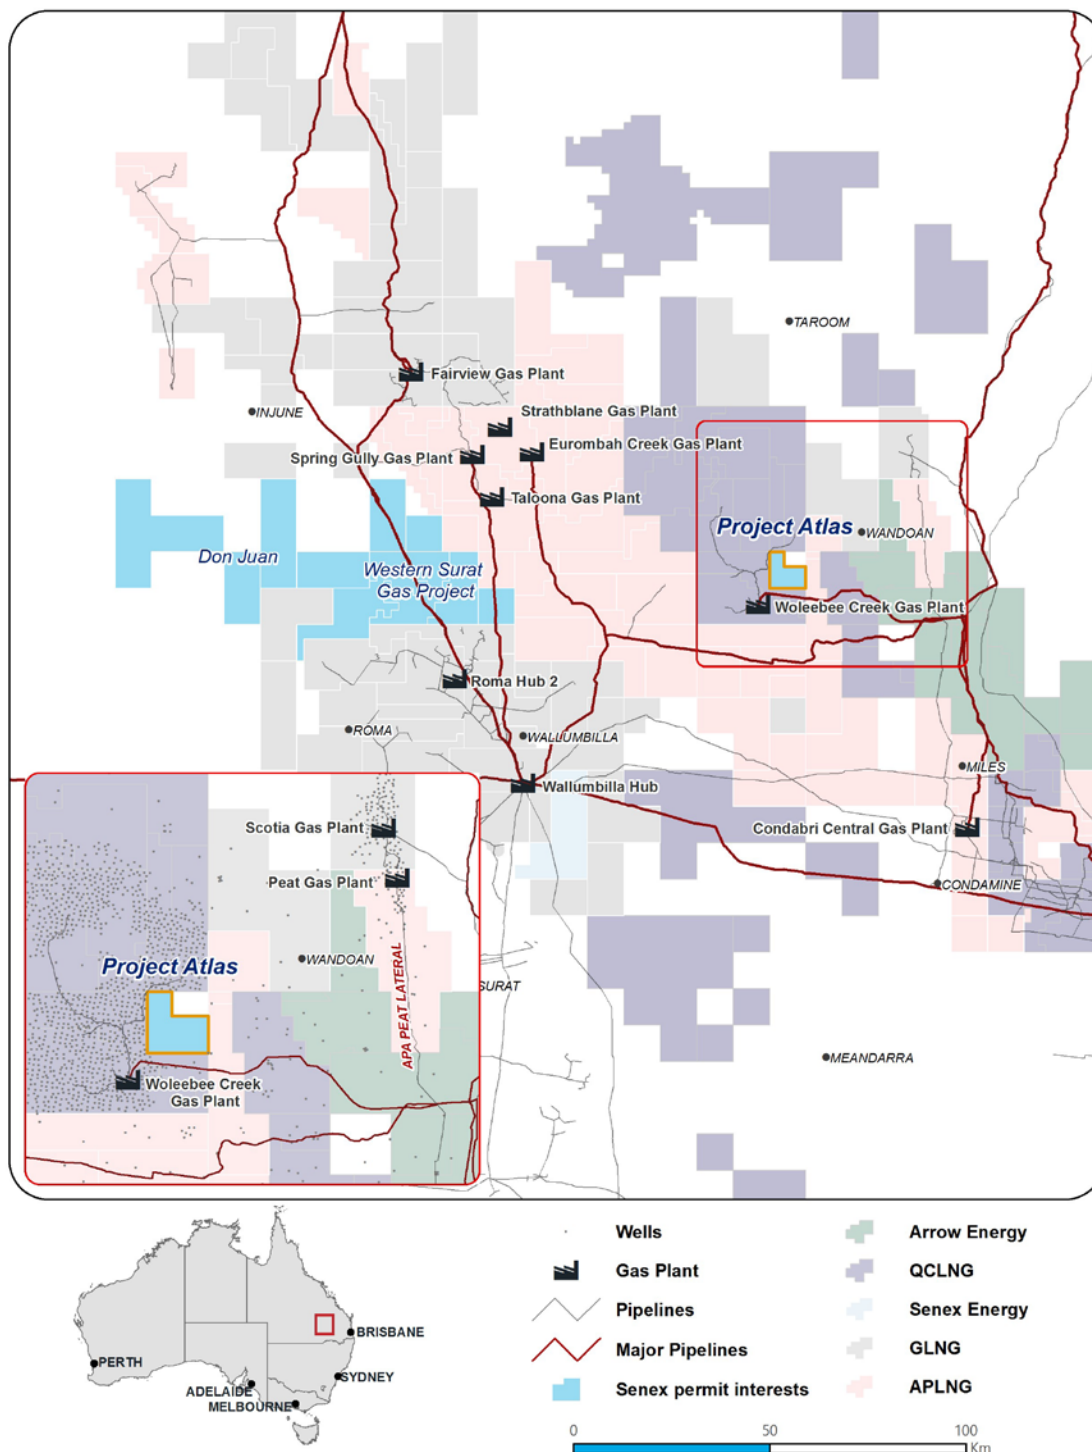 TAROOM
Fairview Gas Plant
Strathblane Gas Plant
INJUNE
Eurombah Creek Gas Plant
Spring Gully Gas Plant
Taloona Gas Plant
Project Atlas
WANDOAN
Don Juan
Western Surat
Gas Project
Woleebee Creek Gas Plant
Roma Hub 2
ROMA
WALLUMBILLA
MILES
Wallumbilla Hub
Condabri Central Gas Plant
CONDAMINE
SURAT
MEANDARRA
Scotia Gas Plant
Peat Gas Plant
WANDOAN
Project Atlas
APA PEAT LATERAL
Woleebee Creek
Gas Plant
BRISBANE
PERTH
SYDNEY
ADELAIDE
MELBOURNE
Wells
Gas Plant
Pipelines
Major Pipelines
Senex permit interests
Arrow Energy
QCLNG
Senex Energy
GLNG
APLNG
0 50 100
Km